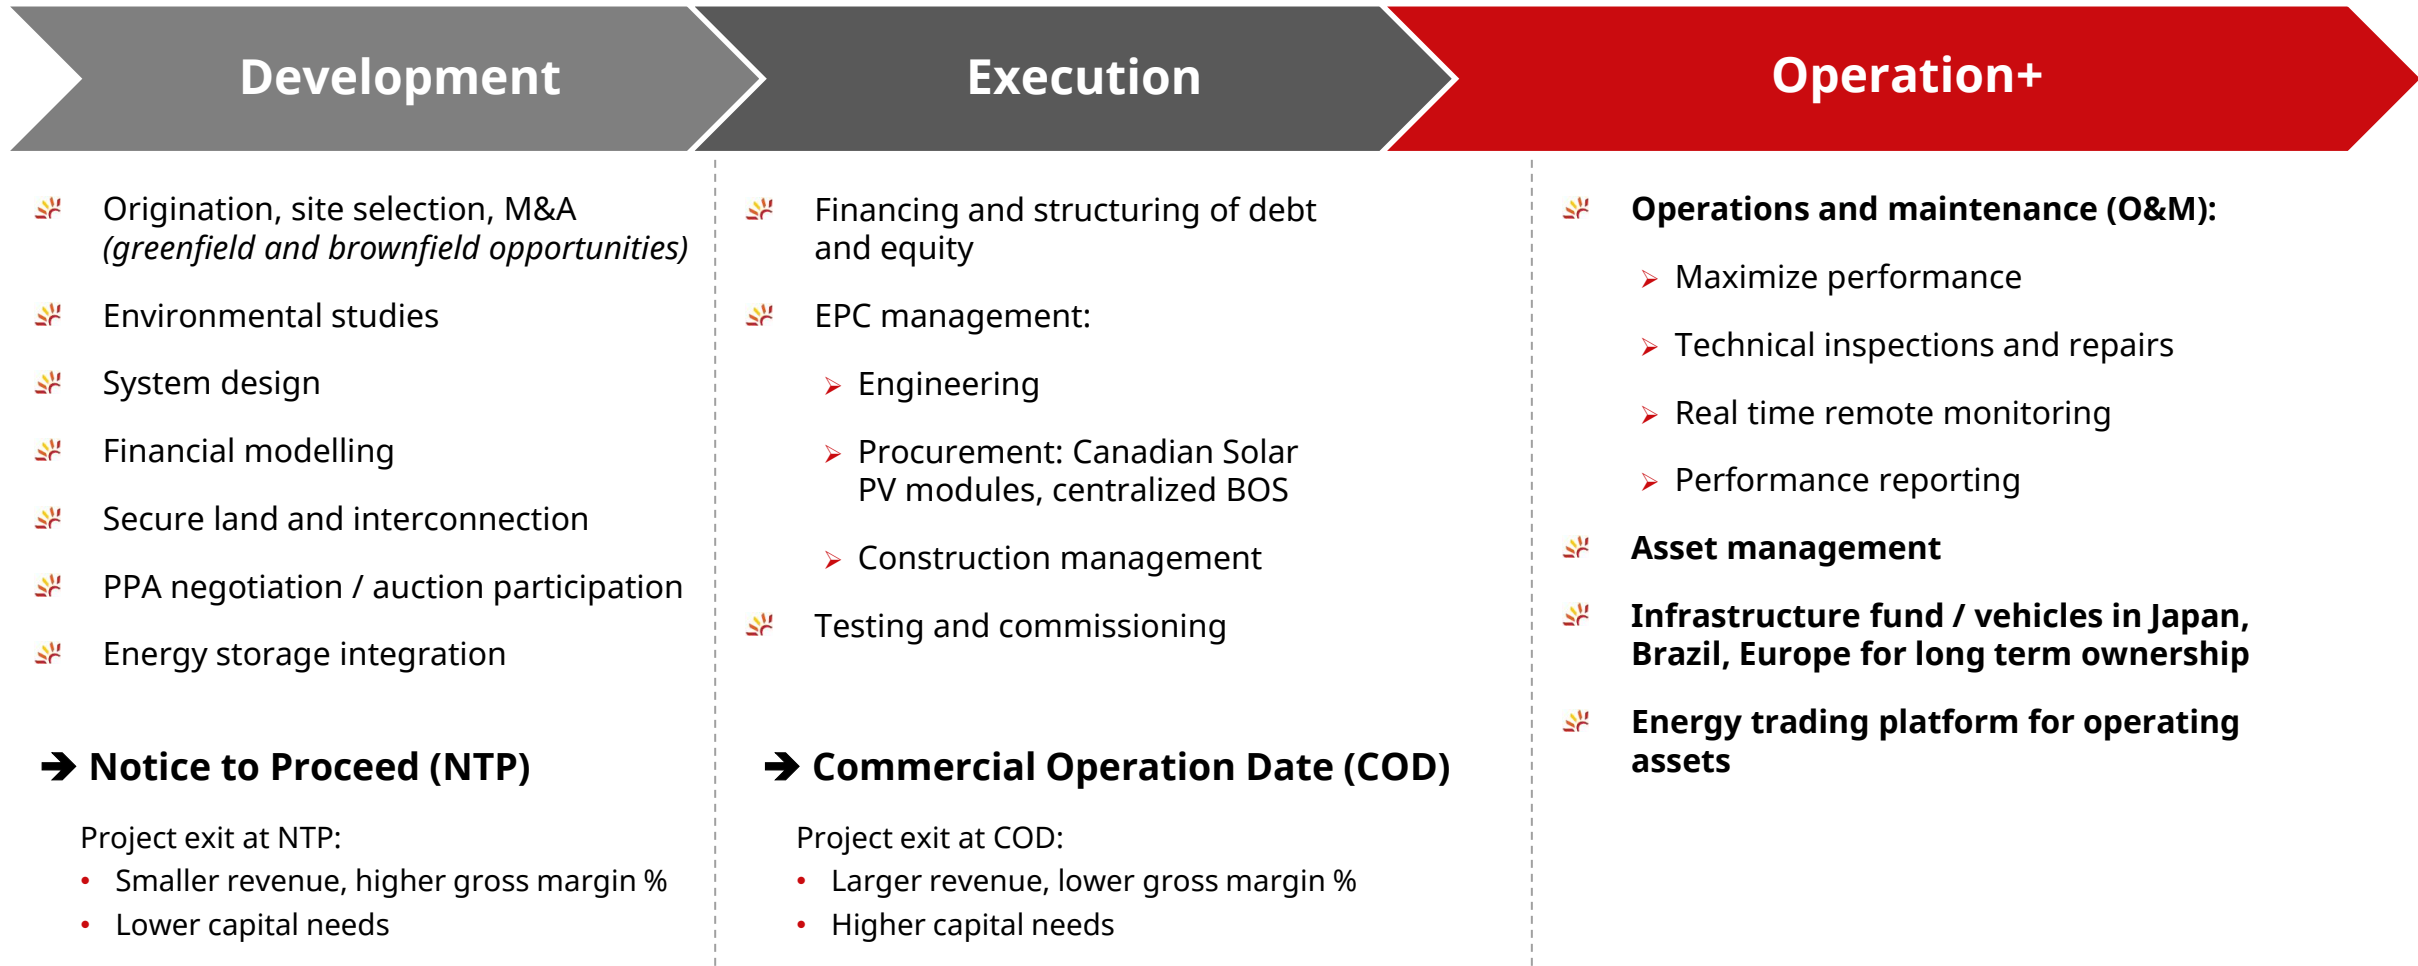 Development
Execution
Operation+
Origination, site selection, M&A
(greenfield and brownfield opportunities)
Environmental studies
System design
Financial modelling
Secure land and interconnection
PPA negotiation / auction participation
Energy storage integration
➔ Notice to Proceed (NTP)
Project exit at NTP:
• Smaller revenue, higher gross margin %
• Lower capital needs
Financing and structuring of debt
and equity
EPC management:
➢ Engineering
➢ Procurement: Canadian Solar
PV modules, centralized BOS
➢ Construction management
Testing and commissioning
➔ Commercial Operation Date (COD)
Project exit at COD:
• Larger revenue, lower gross margin %
• Higher capital needs
Operations and maintenance (O&M):
➢ Maximize performance
➢ Technical inspections and repairs
➢ Real time remote monitoring
➢ Performance reporting
Asset management
Infrastructure fund / vehicles in Japan,
Brazil, Europe for long term ownership
Energy trading platform for operating
assets